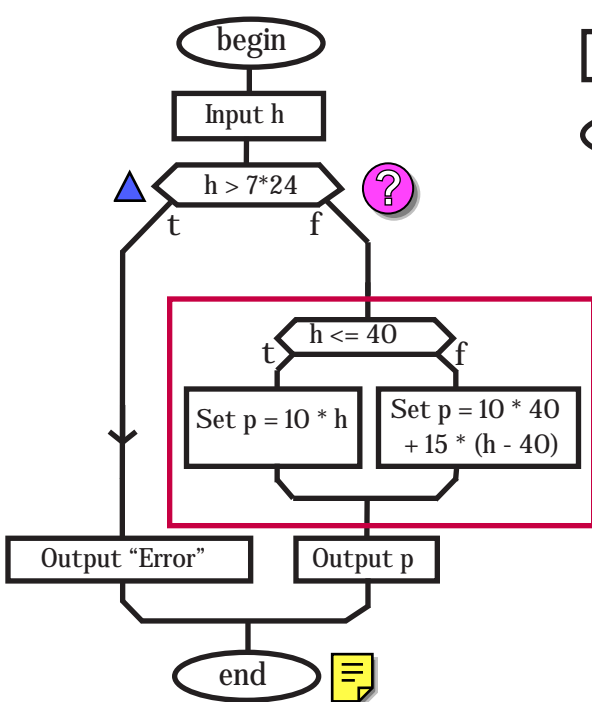 begin
Input h
h > 7*24
?
t
f
h <= 40
t
f
Set p = 10 * h
Set p = 10 * 40
+ 15 * (h - 40)
Output “Error”
Output p
end